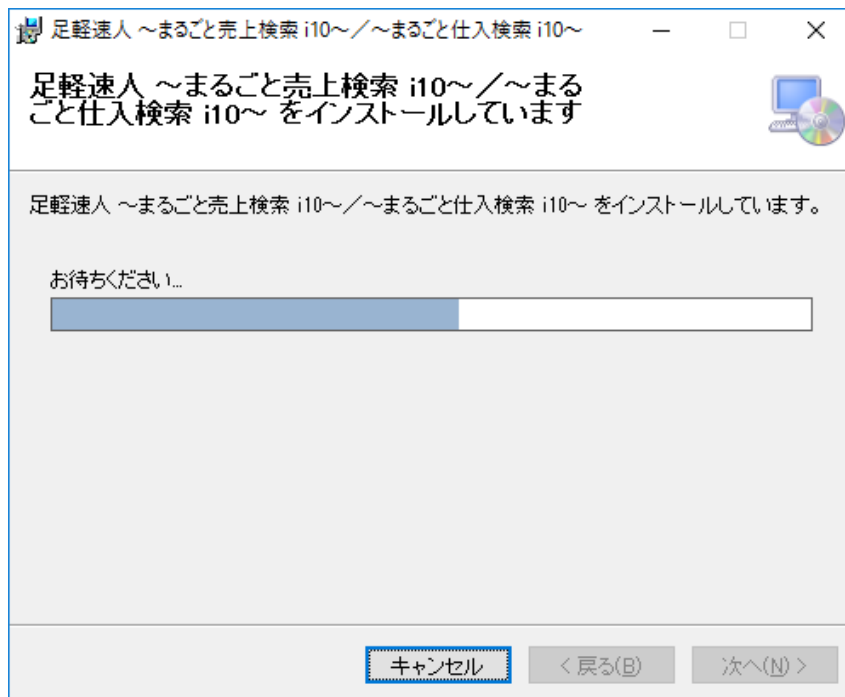 足軽速人 ～まるごと売上検索 i10～／～まるごと仕入検索 i10～
足軽速人 ～まるごと売上検索 i10～／～まる
ごと仕入検索 i10～ をインストールしています
足軽速人 ～まるごと売上検索 i10～／～まるごと仕入検索 i10～ をインストールしています。
お待ちください...
キャンセル
< 戻る(B)
次へ(N) >